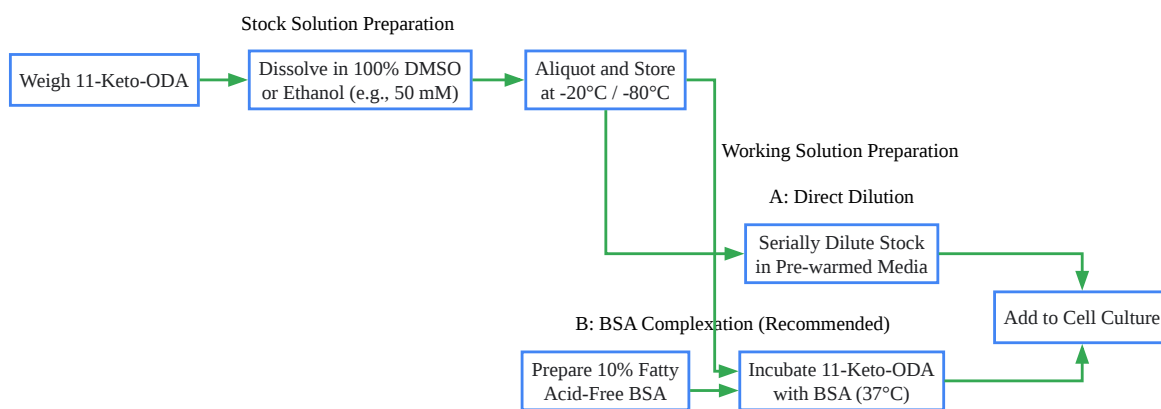 Stock Solution Preparation
Weigh 11-Keto-ODA
Dissolve in 100% DMSO
or Ethanol (e.g., 50 mM)
Aliquot and Store
at -20°C / -80°C
Working Solution Preparation
A: Direct Dilution
Serially Dilute Stock
in Pre-warmed Media
Add to Cell Culture
B: BSA Complexation (Recommended)
Prepare 10% Fatty
Acid-Free BSA
Incubate 11-Keto-ODA
with BSA (37°C)